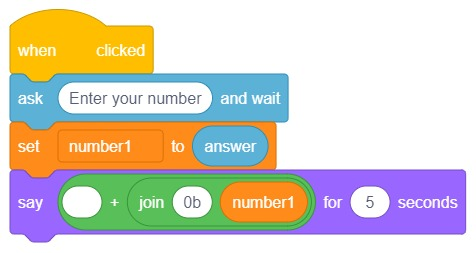 when clicked
ask Enter your number and wait
set number1 to answer
say + join 0b number1 for 5 seconds